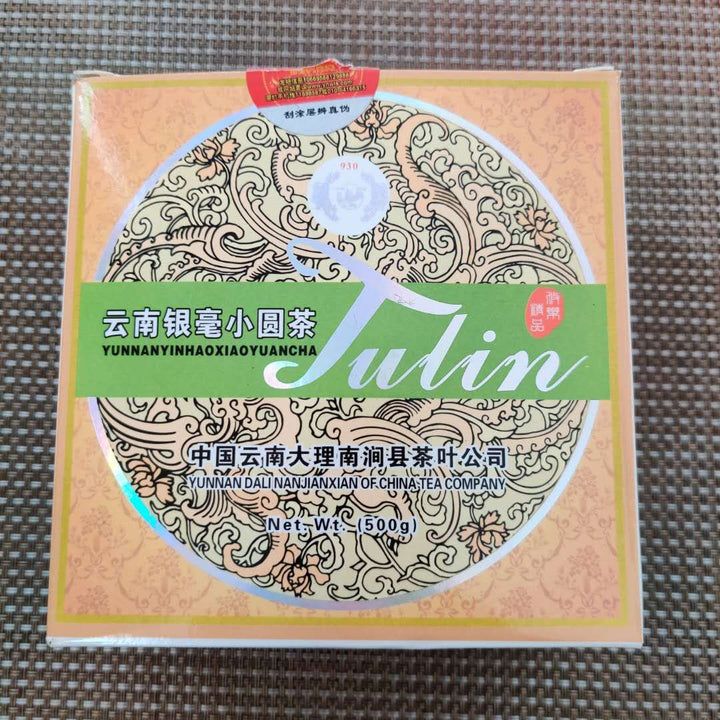 刮涂层辨真伪
930
云南银毫小圆茶
YUNNANYINHAOXIAOYUANCHA
Tulin
中国云南大理南涧县茶叶公司
YUNNAN DALI NANJIANXIAN OF CHINA TEA COMPANY
Net. Wt. (500g)